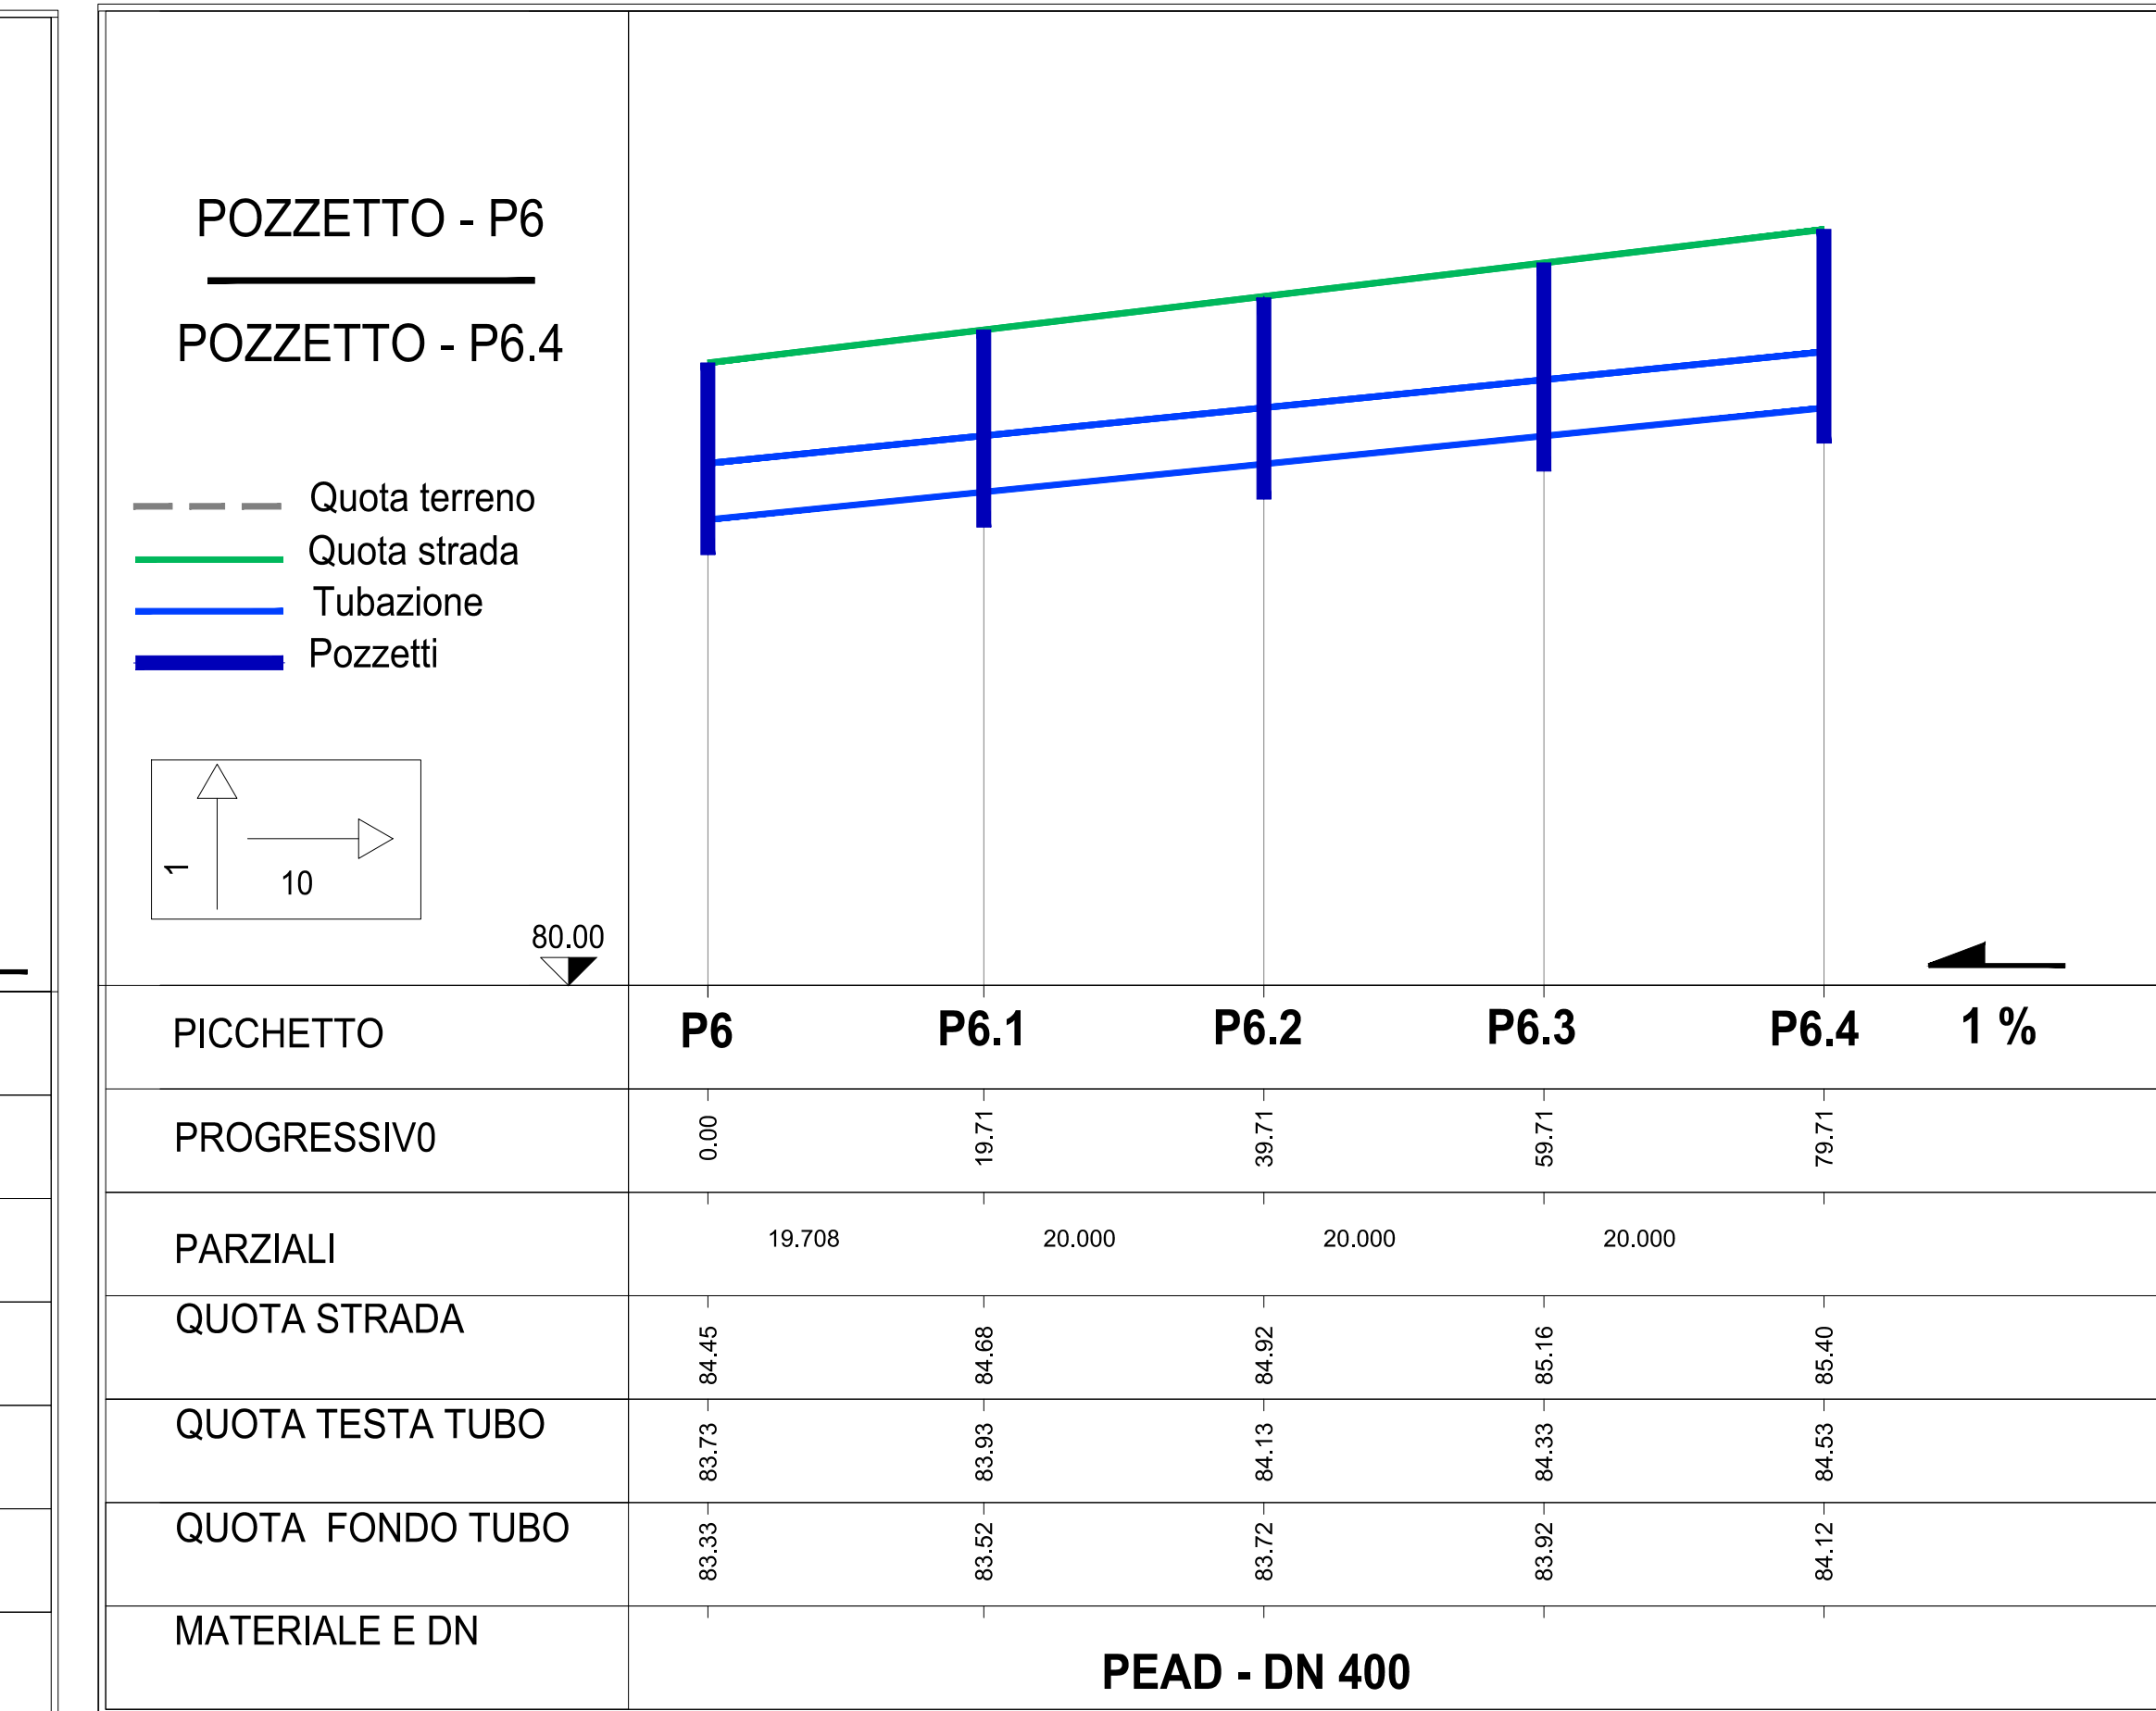 POZZETTO - P6
POZZETTO - P6.4
Quota terreno
Quota strada
Tubazione
Pozzetti
1
10
80.00
PICCHETTO P6 P6.1 P6.2 P6.3 P6.4 1 %
PROGRESSIV0 0.00 19.71 39.71 59.71 79.71
PARZIALI 19.708 20.000 20.000 20.000
QUOTA STRADA 84.45 84.68 84.92 85.16 85.40
QUOTA TESTA TUBO 83.73 83.93 84.13 84.33 84.53
QUOTA FONDO TUBO 83.33 83.52 83.72 83.92 84.12
MATERIALE E DN PEAD - DN 400